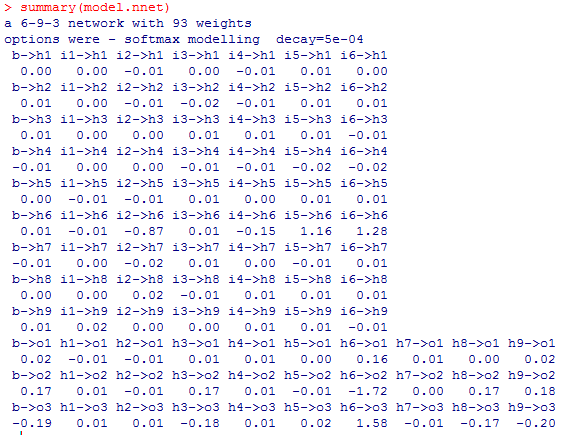 > summary(model.nnet)
a 6-9-3 network with 93 weights
options were - softmax modelling  decay=5e-04
b->h1 i1->h1 i2->h1 i3->h1 i4->h1 i5->h1 i6->h1
0.00 0.00 -0.01 0.00 -0.01 0.01 0.00
b->h2 i1->h2 i2->h2 i3->h2 i4->h2 i5->h2 i6->h2
0.01 0.00 -0.01 -0.02 -0.01 0.01 0.01
b->h3 i1->h3 i2->h3 i3->h3 i4->h3 i5->h3 i6->h3
0.01 0.00 0.00 0.01 0.01 0.01 -0.01
b->h4 i1->h4 i2->h4 i3->h4 i4->h4 i5->h4 i6->h4
-0.01 0.00 0.00 -0.01 -0.01 -0.02 -0.02
b->h5 i1->h5 i2->h5 i3->h5 i4->h5 i5->h5 i6->h5
0.00 -0.01 -0.01 0.01 0.00 0.01 0.01
b->h6 i1->h6 i2->h6 i3->h6 i4->h6 i5->h6 i6->h6
0.01 -0.01 -0.87 0.01 -0.15 1.16 1.28
b->h7 i1->h7 i2->h7 i3->h7 i4->h7 i5->h7 i6->h7
-0.01 0.00 -0.02 0.01 0.00 -0.01 0.01
b->h8 i1->h8 i2->h8 i3->h8 i4->h8 i5->h8 i6->h8
0.00 0.00 0.02 -0.01 0.01 0.01 0.01
b->h9 i1->h9 i2->h9 i3->h9 i4->h9 i5->h9 i6->h9
0.01 0.02 0.00 0.00 0.01 0.01 -0.01
b->o1 h1->o1 h2->o1 h3->o1 h4->o1 h5->o1 h6->o1 h7->o1 h8->o1 h9->o1
0.02 -0.01 -0.01 0.01 0.01 0.00 0.16 0.01 0.00 0.02
b->o2 h1->o2 h2->o2 h3->o2 h4->o2 h5->o2 h6->o2 h7->o2 h8->o2 h9->o2
0.17 0.01 -0.01 0.17 0.01 -0.01 -1.72 0.00 0.17 0.18
b->o3 h1->o3 h2->o3 h3->o3 h4->o3 h5->o3 h6->o3 h7->o3 h8->o3 h9->o3
-0.19 0.01 0.01 -0.18 0.01 0.02 1.58 -0.01 -0.17 -0.20